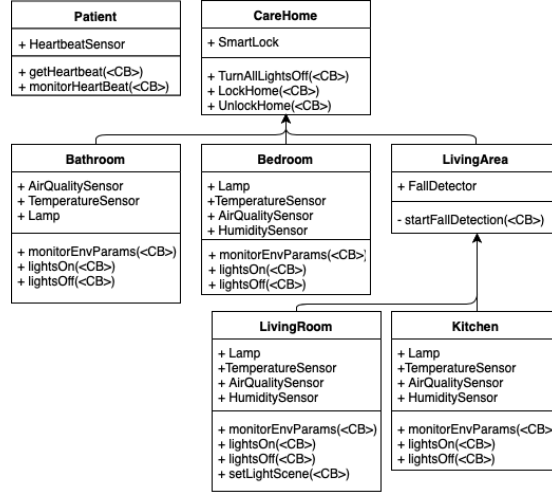 Patient
+ HeartbeatSensor
+ getHeartbeat(<CB>)
+ monitorHeartBeat(<CB>)
CareHome
+ SmartLock
+ TurnAllLightsOff(<CB>)
+ LockHome(<CB>)
+ UnlockHome(<CB>)
Bathroom
+ AirQualitySensor
+ TemperatureSensor
+ Lamp
+ monitorEnvParams(<CB>)
+ lightsOn(<CB>)
+ lightsOff(<CB>)
Bedroom
+ Lamp
+TemperatureSensor
+ AirQualitySensor
+ HumiditySensor
+ monitorEnvParams(<CB>)
+ lightsOn(<CB>)
+ lightsOff(<CB>)
LivingArea
+ FallDetector
- startFallDetection(<CB>)
LivingRoom
+ Lamp
+TemperatureSensor
+ AirQualitySensor
+ HumiditySensor
+ monitorEnvParams(<CB>)
+ lightsOn(<CB>)
+ lightsOff(<CB>)
+ setLightScene(<CB>)
Kitchen
+ Lamp
+TemperatureSensor
+ AirQualitySensor
+ HumiditySensor
+ monitorEnvParams(<CB>)
+ lightsOn(<CB>)
+ lightsOff(<CB>)